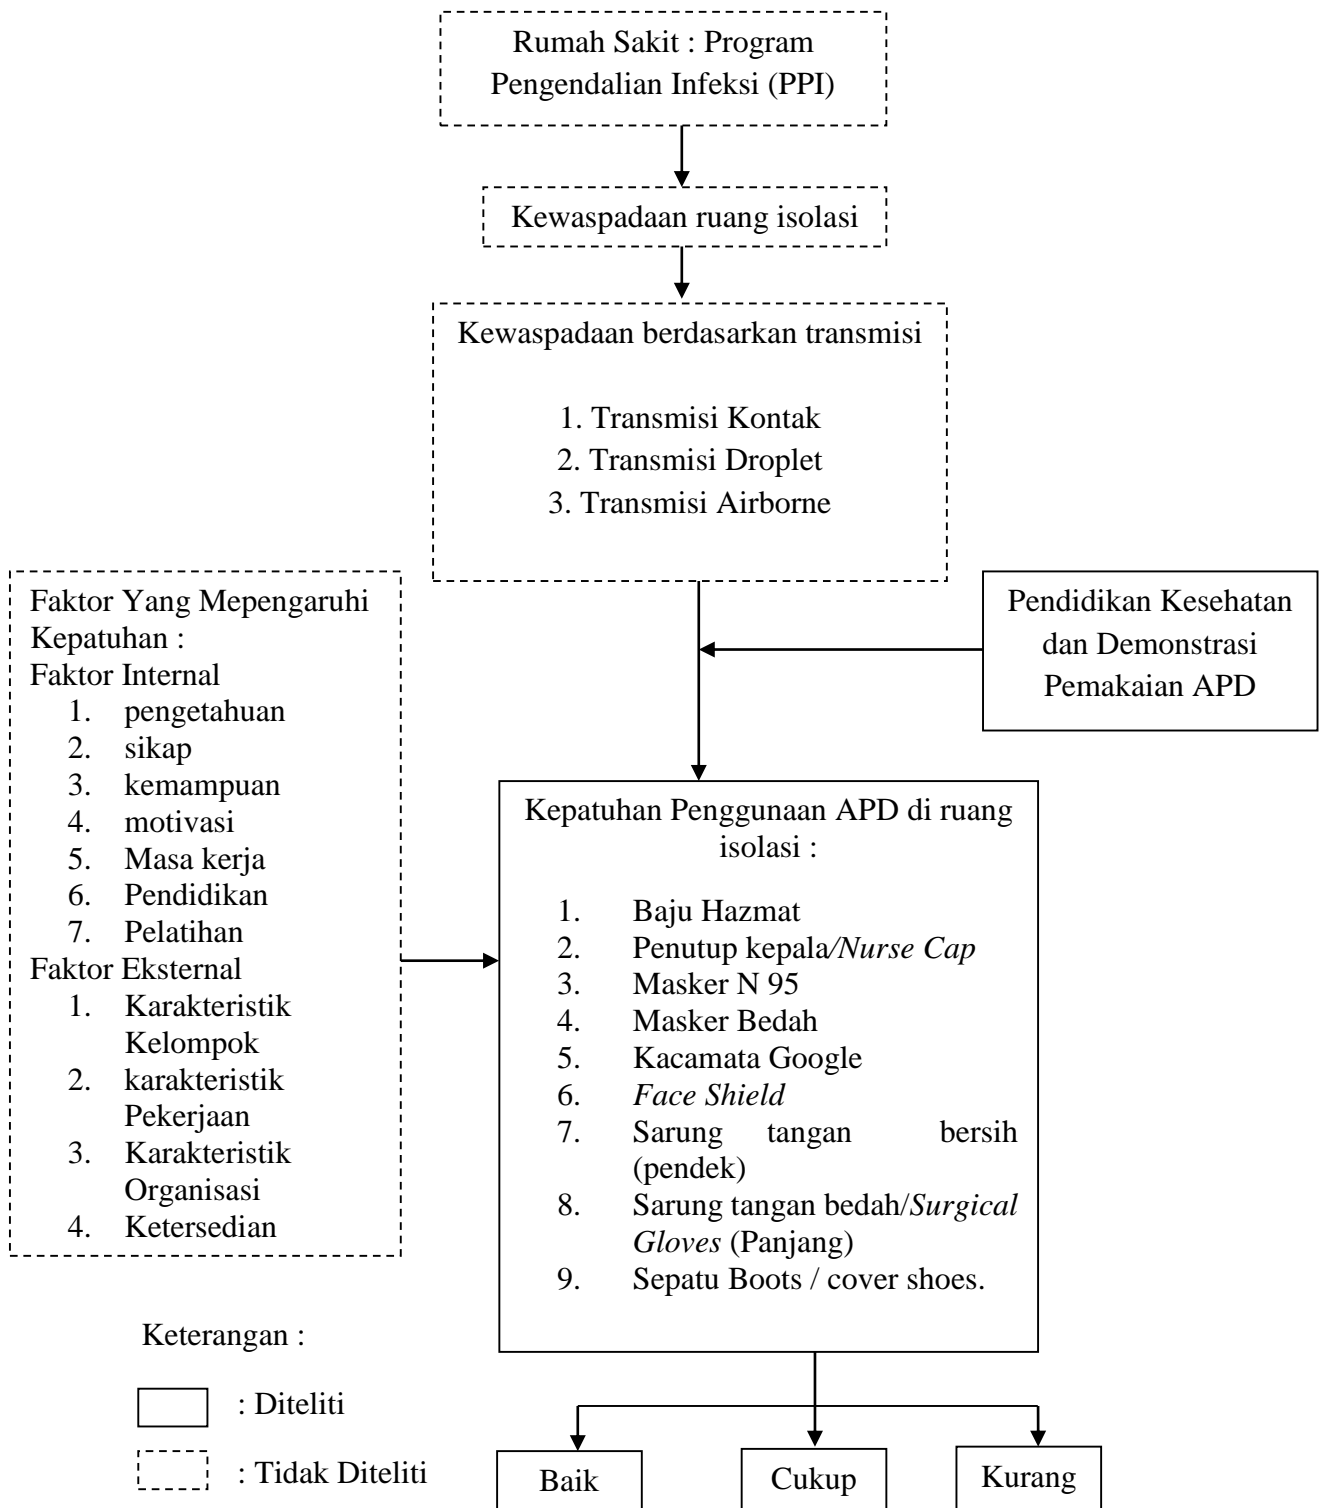 Rumah Sakit : Program
Pengendalian Infeksi (PPI)
Kewaspadaan ruang isolasi
Kewaspadaan berdasarkan transmisi
1. Transmisi Kontak
2. Transmisi Droplet
3. Transmisi Airborne
Pendidikan Kesehatan
dan Demonstrasi
Pemakaian APD
Faktor Yang Mepengaruhi
Kepatuhan :
Faktor Internal
1. pengetahuan
2. sikap
3. kemampuan
4. motivasi
5. Masa kerja
6. Pendidikan
7. Pelatihan
Faktor Eksternal
1. Karakteristik
Kelompok
2. karakteristik
Pekerjaan
3. Karakteristik
Organisasi
4. Ketersedian
Kepatuhan Penggunaan APD di ruang
isolasi :
1. Baju Hazmat
2. Penutup kepala/Nurse Cap
3. Masker N 95
4. Masker Bedah
5. Kacamata Google
6. Face Shield
7. Sarung tangan bersih
(pendek)
8. Sarung tangan bedah/Surgical
Gloves (Panjang)
9. Sepatu Boots / cover shoes.
Keterangan :
: Diteliti
: Tidak Diteliti
Baik
Cukup
Kurang